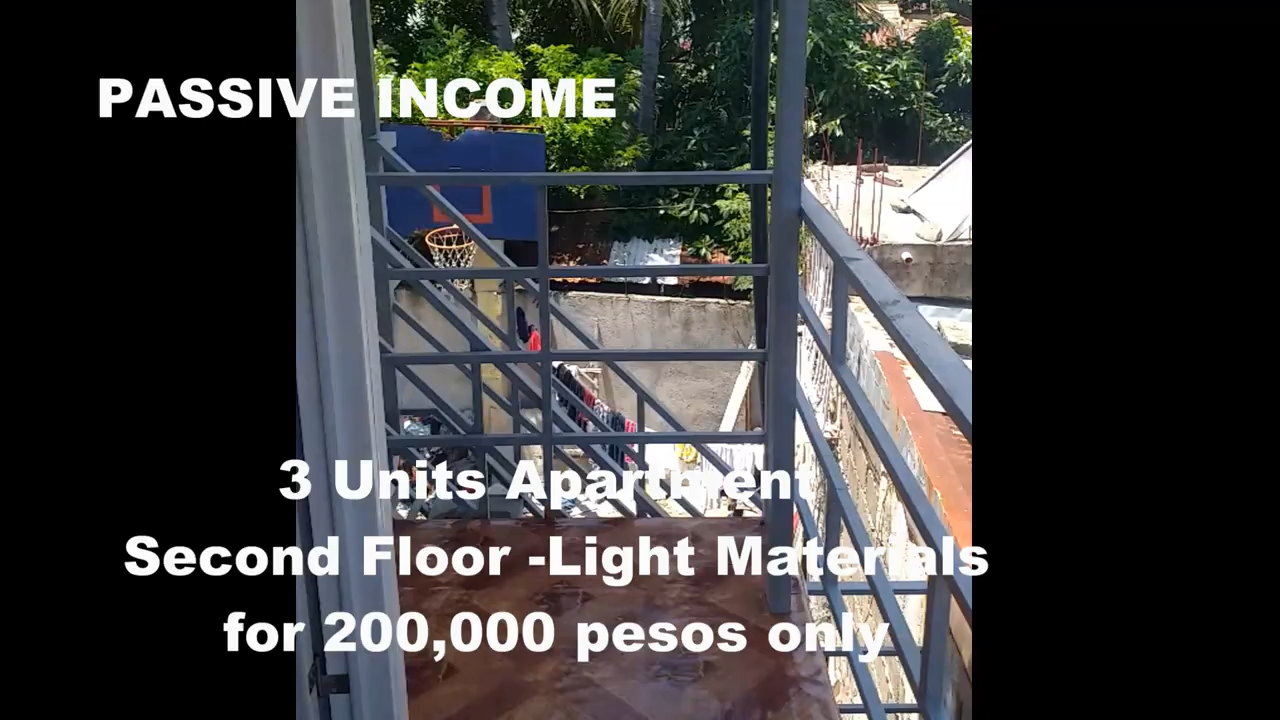 PASSIVE INCOME
3 Units Apartment
Second Floor -Light Materials
for 200,000 pesos only